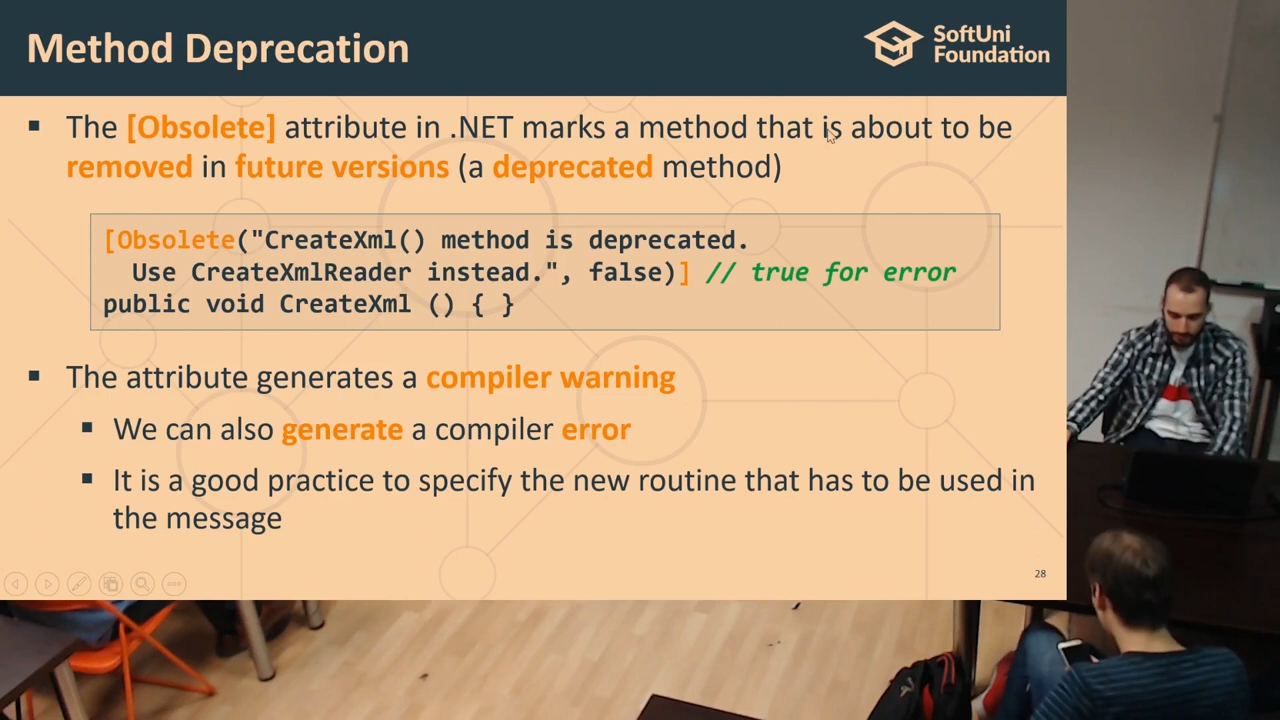 Method Deprecation
SoftUni
Foundation
▪ The [Obsolete] attribute in .NET marks a method that is about to be
removed in future versions (a deprecated method)
[Obsolete("CreateXml() method is deprecated.
Use CreateXmlReader instead.", false)] // true for error
public void CreateXml () { }
▪ The attribute generates a compiler warning
▪ We can also generate a compiler error
▪ It is a good practice to specify the new routine that has to be used in
the message
28